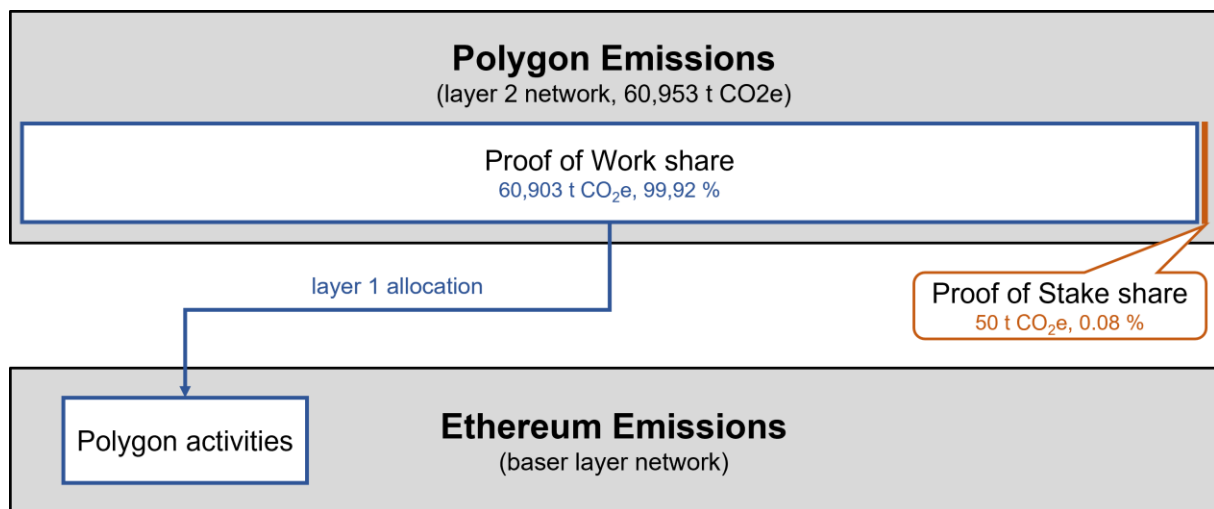 Polygon Emissions
(layer 2 network, 60,953 t CO2e)
Proof of Work share
60,903 t CO₂e, 99,92 %
layer 1 allocation
Proof of Stake share
50 t CO₂e, 0.08 %
Polygon activities
Ethereum Emissions
(baser layer network)